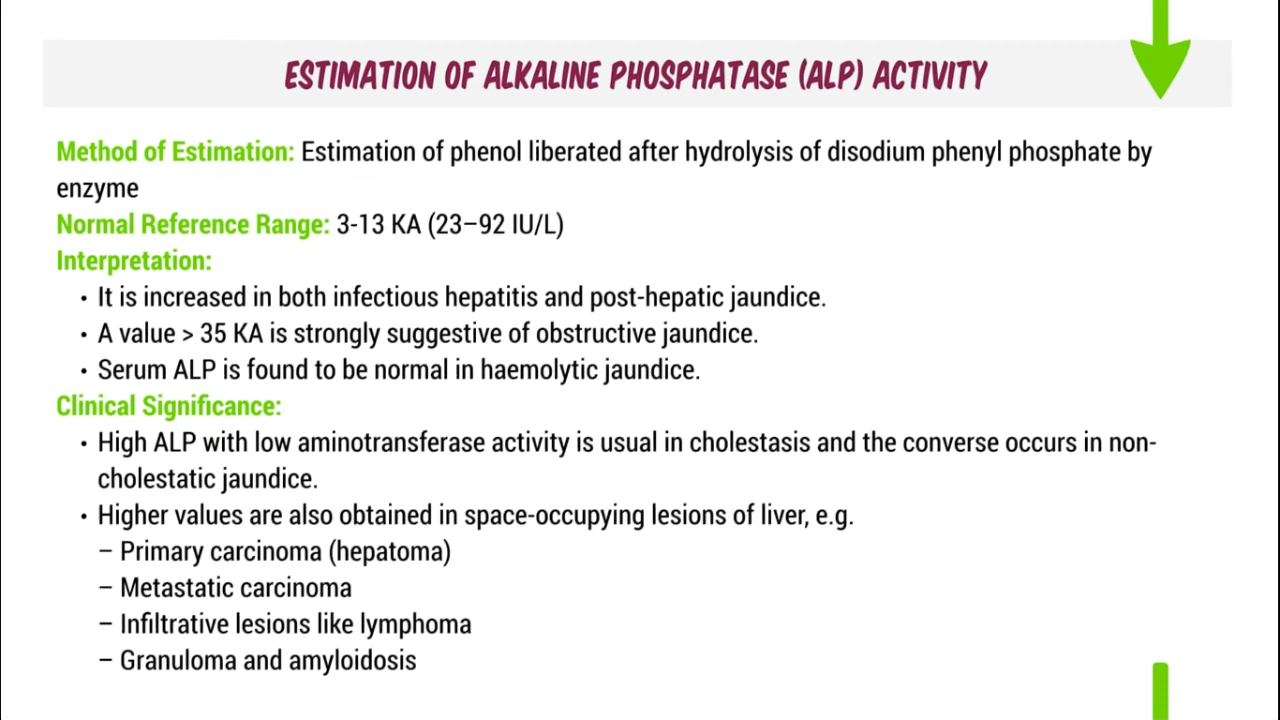 ESTIMATION OF ALKALINE PHOSPHATASE (ALP) ACTIVITY
Method of Estimation: Estimation of phenol liberated after hydrolysis of disodium phenyl phosphate by
enzyme
Normal Reference Range: 3-13 KA (23–92 IU/L)
Interpretation:
• It is increased in both infectious hepatitis and post-hepatic jaundice.
• A value > 35 KA is strongly suggestive of obstructive jaundice.
• Serum ALP is found to be normal in haemolytic jaundice.
Clinical Significance:
• High ALP with low aminotransferase activity is usual in cholestasis and the converse occurs in non-
cholestatic jaundice.
• Higher values are also obtained in space-occupying lesions of liver, e.g.
– Primary carcinoma (hepatoma)
– Metastatic carcinoma
– Infiltrative lesions like lymphoma
– Granuloma and amyloidosis